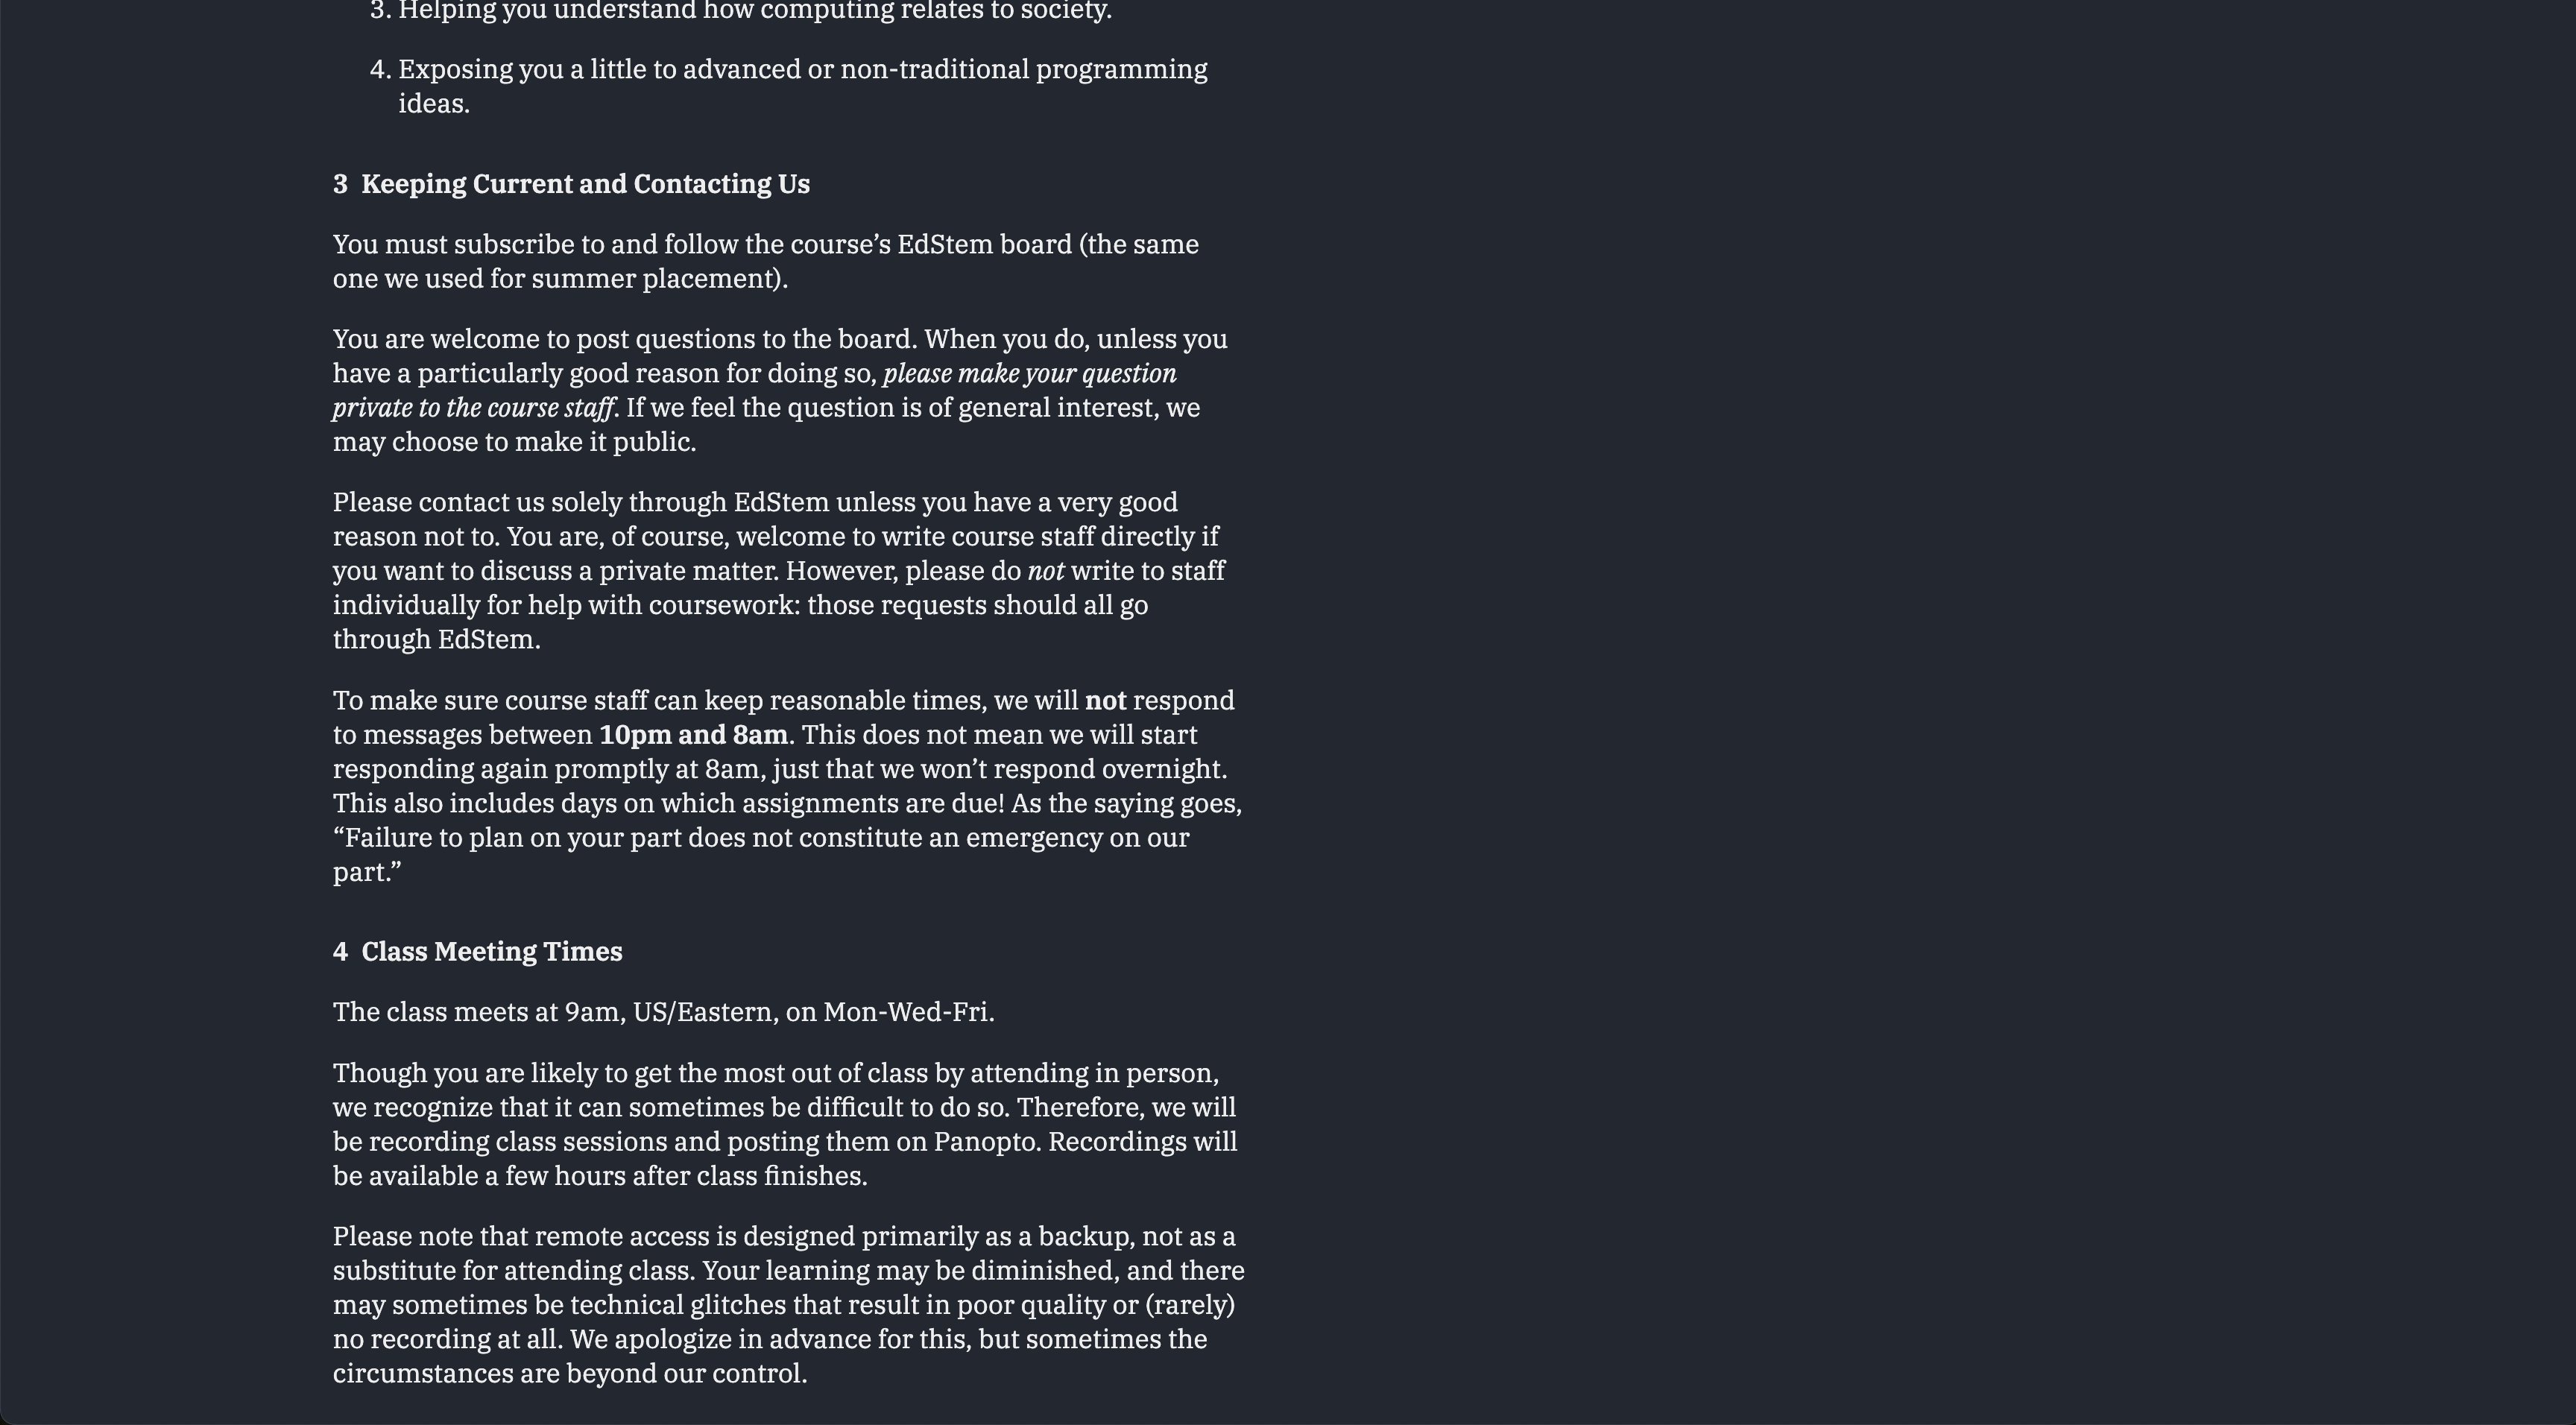 3. Helping you understand how computing relates to society.
4. Exposing you a little to advanced or non-traditional programming
ideas.
3 Keeping Current and Contacting Us
You must subscribe to and follow the course’s EdStem board (the same
one we used for summer placement).
You are welcome to post questions to the board. When you do, unless you
have a particularly good reason for doing so, please make your question
private to the course staff. If we feel the question is of general interest, we
may choose to make it public.
Please contact us solely through EdStem unless you have a very good
reason not to. You are, of course, welcome to write course staff directly if
you want to discuss a private matter. However, please do not write to staff
individually for help with coursework: those requests should all go
through EdStem.
To make sure course staff can keep reasonable times, we will not respond
to messages between 10pm and 8am. This does not mean we will start
responding again promptly at 8am, just that we won’t respond overnight.
This also includes days on which assignments are due! As the saying goes,
“Failure to plan on your part does not constitute an emergency on our
part.”
4 Class Meeting Times
The class meets at 9am, US/Eastern, on Mon-Wed-Fri.
Though you are likely to get the most out of class by attending in person,
we recognize that it can sometimes be difficult to do so. Therefore, we will
be recording class sessions and posting them on Panopto. Recordings will
be available a few hours after class finishes.
Please note that remote access is designed primarily as a backup, not as a
substitute for attending class. Your learning may be diminished, and there
may sometimes be technical glitches that result in poor quality or (rarely)
no recording at all. We apologize in advance for this, but sometimes the
circumstances are beyond our control.